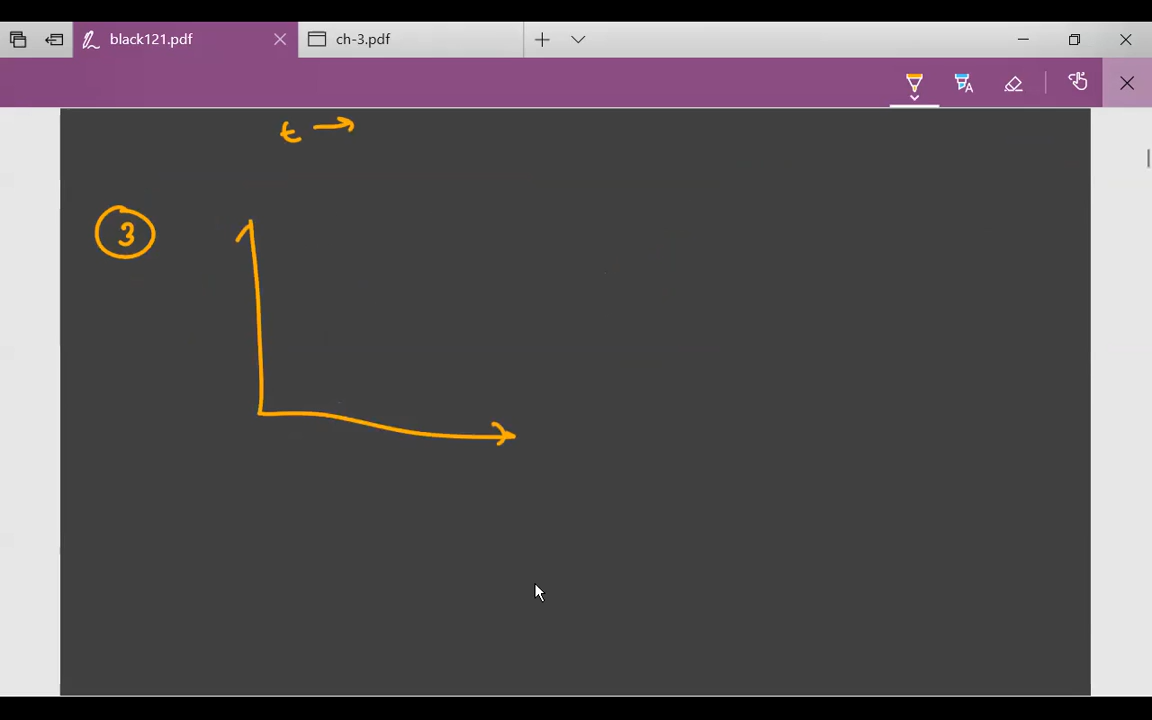 black121.pdf
ch-3.pdf
t →
3